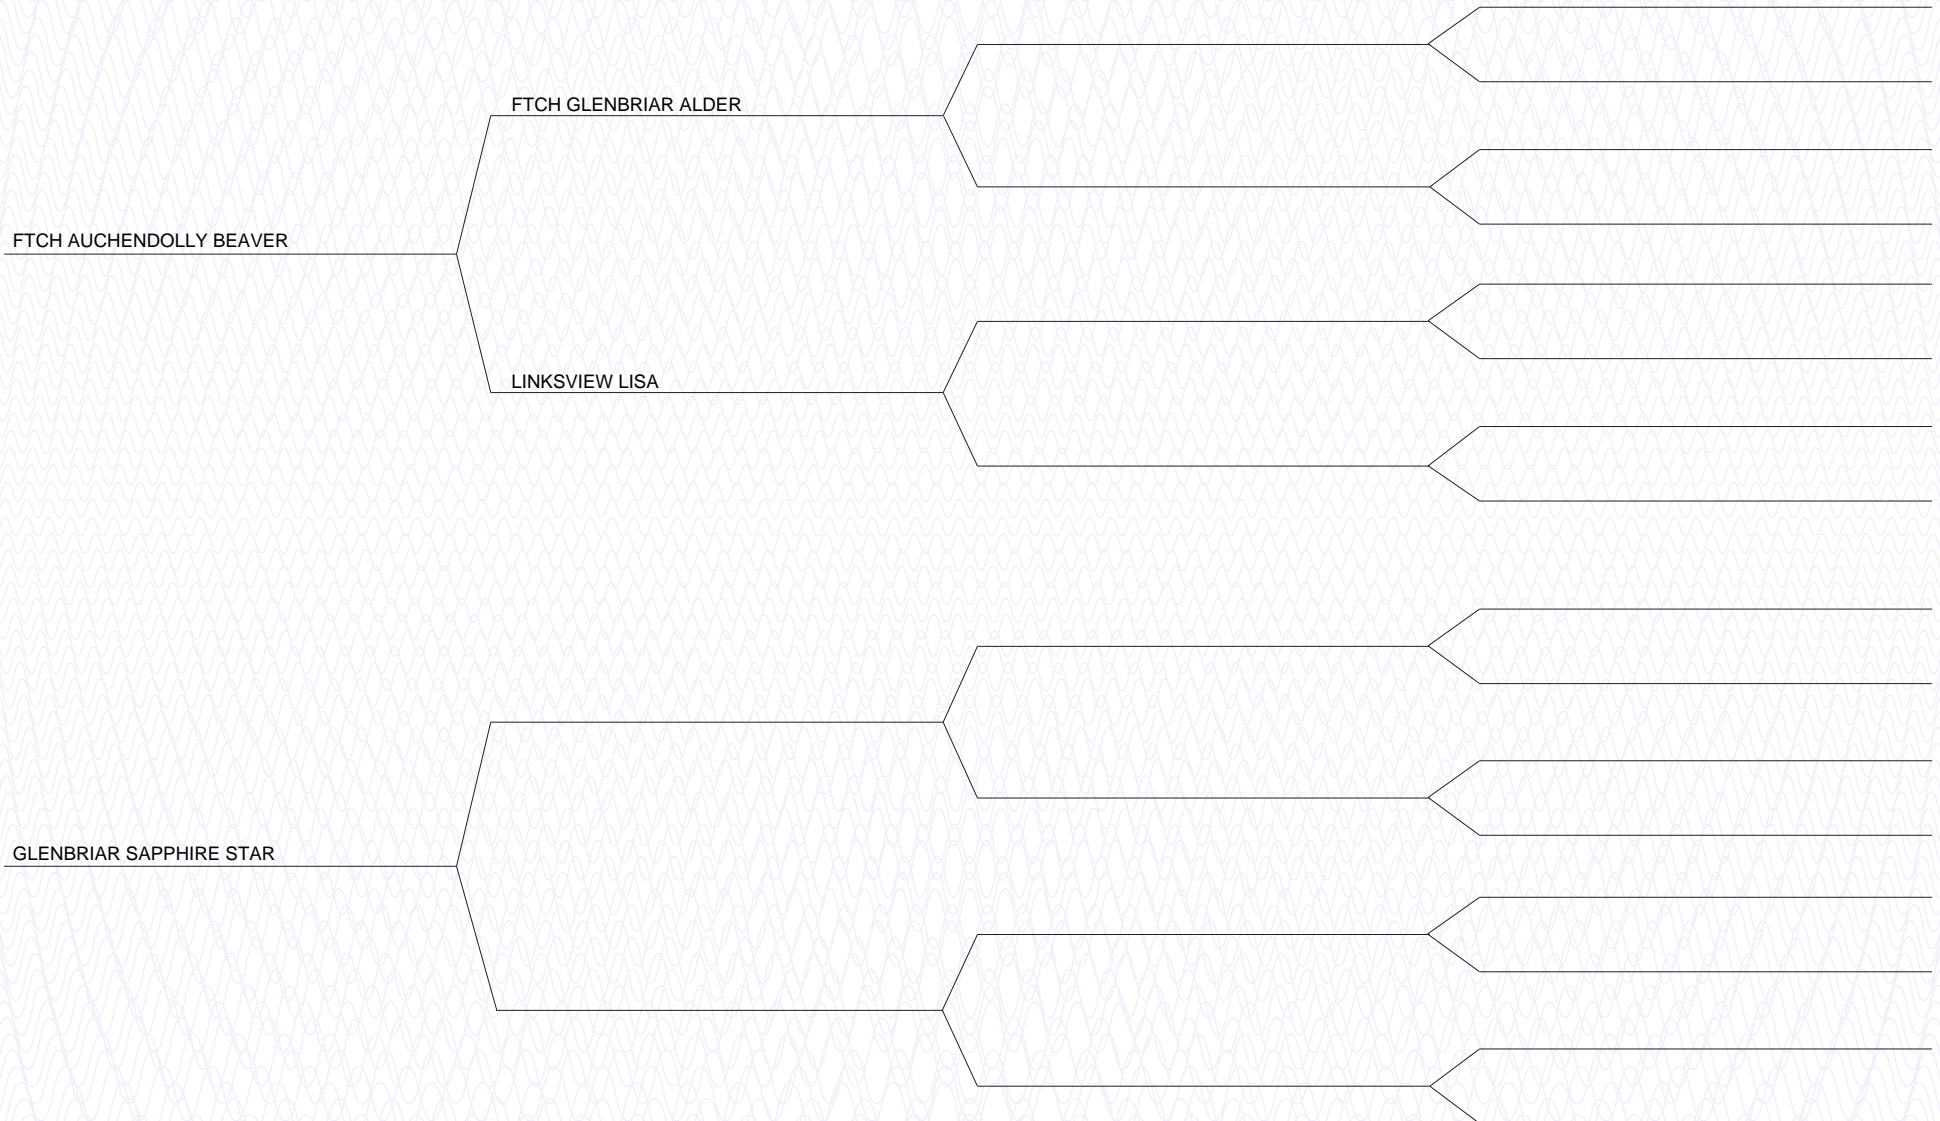 FTCH GLENBRIAR ALDER
FTCH AUCHENDOLLY BEAVER
LINKSVIEW LISA
GLENBRIAR SAPPHIRE STAR